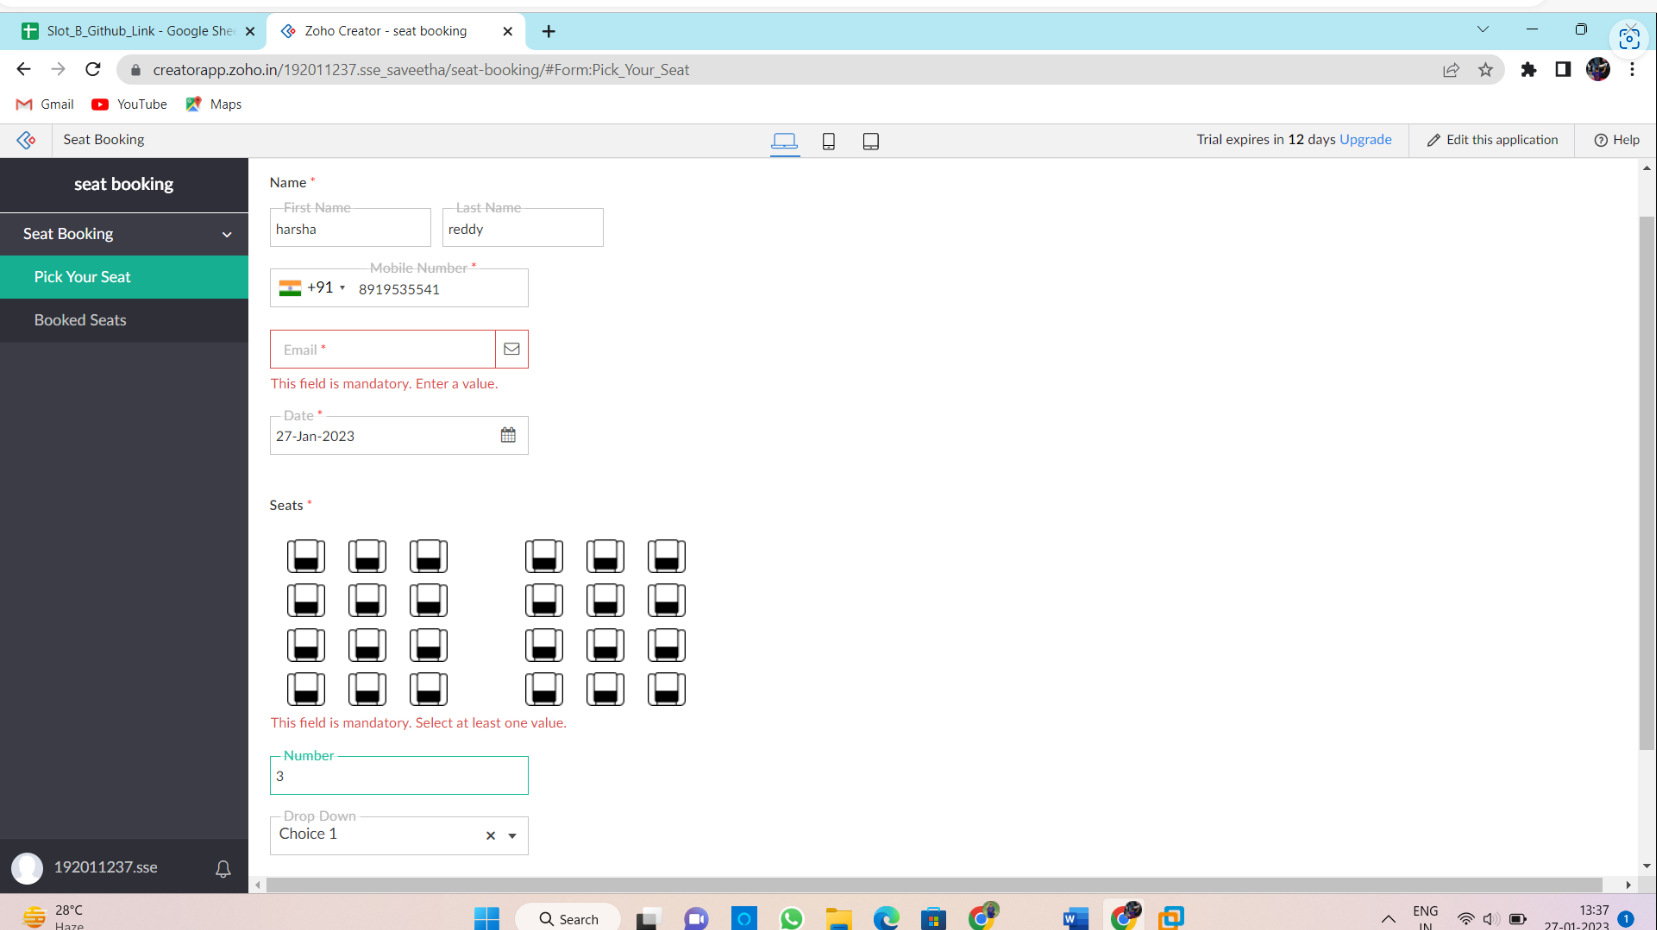 Slot_B_Github_Link - Google She
Zoho Creator - seat booking
creatorapp.zoho.in/192011237.sse_saveetha/seat-booking/#Form:Pick_Your_Seat
Gmail YouTube Maps
Seat Booking
Trial expires in 12 days Upgrade
Edit this application
Help
seat booking
Seat Booking
Pick Your Seat
Booked Seats
192011237.sse
Name *
First Name Last Name
harsha reddy
Mobile Number *
+91 8919535541
Email *
This field is mandatory. Enter a value.
Date *
27-Jan-2023
Seats *
This field is mandatory. Select at least one value.
Number
3
Drop Down
Choice 1
28°C
Haze
Search
ENG
IN
13:37
27-01-2023
1